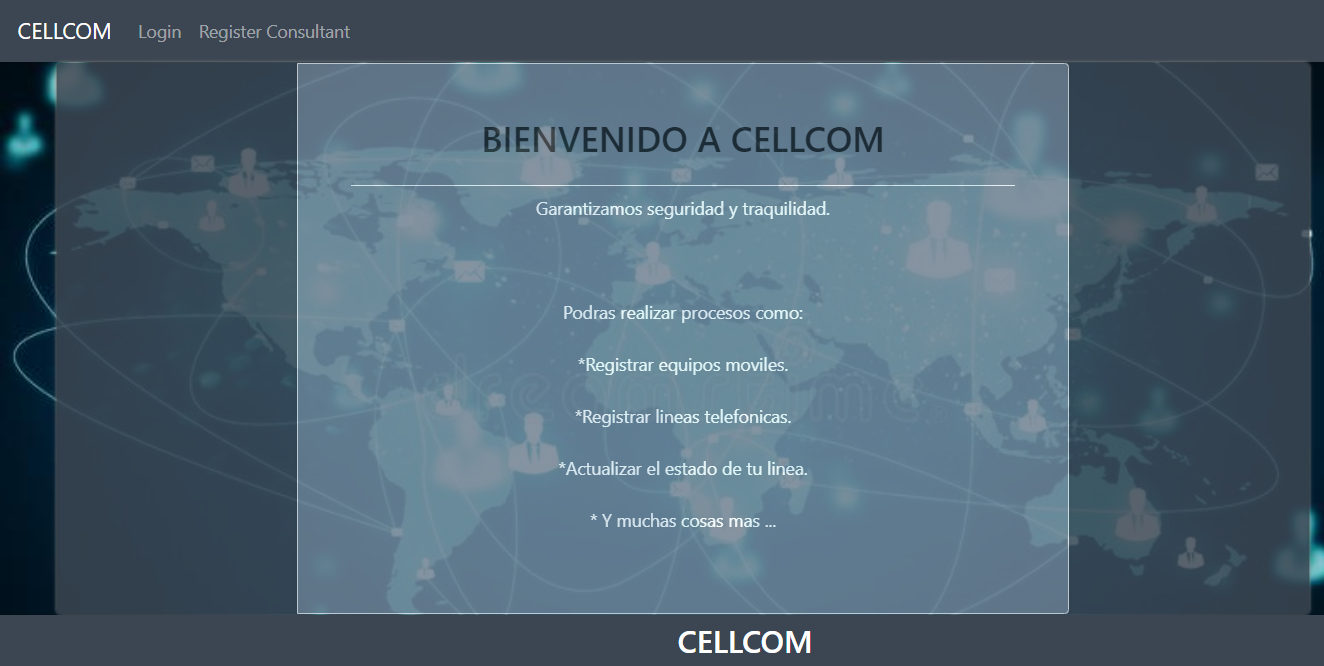 CELLCOM Login Register Consultant
BIENVENIDO A CELLCOM
Garantizamos seguridad y traquilidad.
Podras realizar procesos como:
*Registrar equipos moviles.
*Registrar lineas telefonicas.
*Actualizar el estado de tu linea.
* Y muchas cosas mas ...
CELLCOM